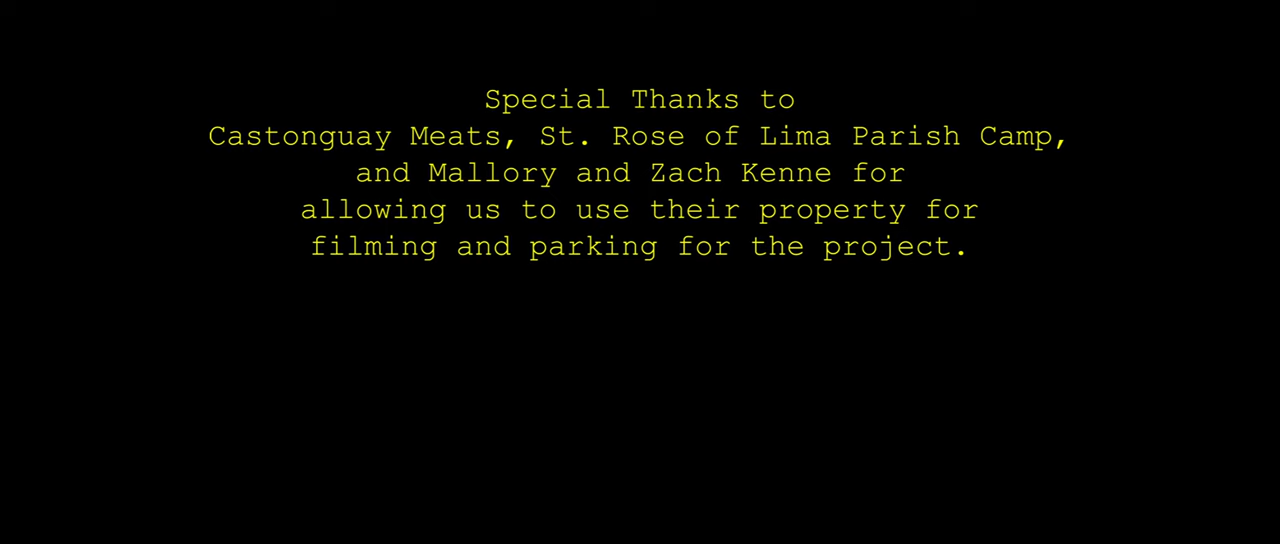 Special Thanks to
Castonguay Meats, St. Rose of Lima Parish Camp,
and Mallory and Zach Kenne for
allowing us to use their property for
filming and parking for the project.